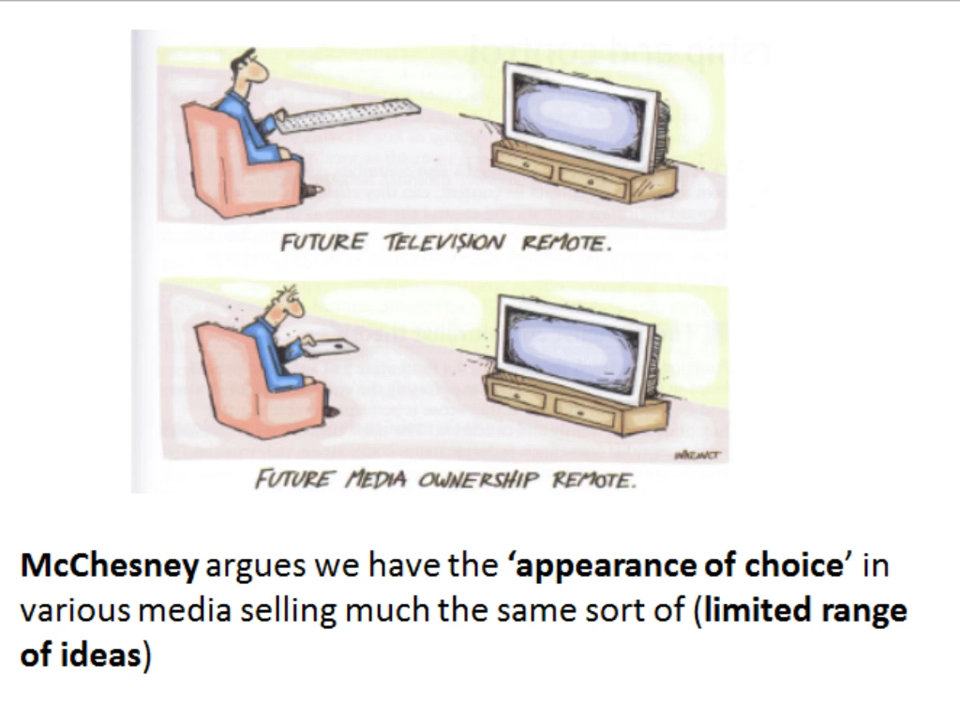 FUTURE TELEVISION REMOTE.
FUTURE MEDIA OWNERSHIP REMOTE.
McChesney argues we have the ‘appearance of choice’ in
various media selling much the same sort of (limited range
of ideas)